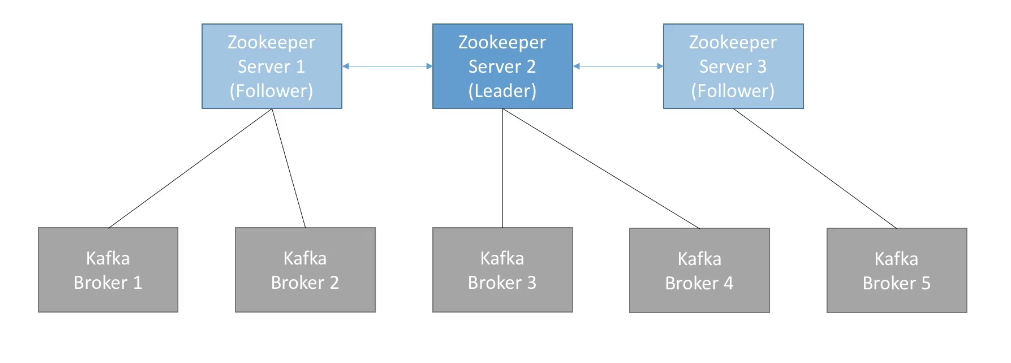 Zookeeper
Server 1
(Follower)
Zookeeper
Server 2
(Leader)
Zookeeper
Server 3
(Follower)
Kafka
Broker 1
Kafka
Broker 2
Kafka
Broker 3
Kafka
Broker 4
Kafka
Broker 5